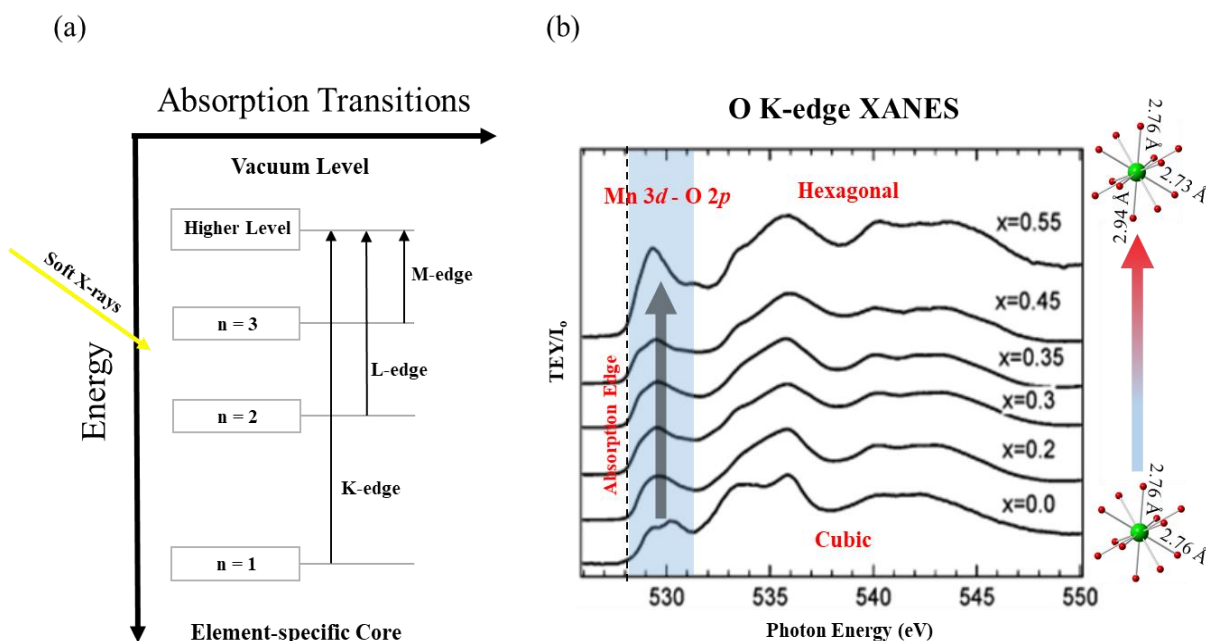 (a)
(b)
Absorption Transitions
Vacuum Level
Higher Level
n = 3
n = 2
n = 1
M-edge
L-edge
K-edge
Soft X-rays
Energy
Element-specific Core
O K-edge XANES
Mn 3d - O 2p
Hexagonal
x=0.55
x=0.45
x=0.35
x=0.3
x=0.2
x=0.0
Cubic
Absorption Edge
TEY/Io
530
535
540
545
550
Photon Energy (eV)
2.76 Å
2.73 Å
2.94 Å
2.76 Å
2.76 Å